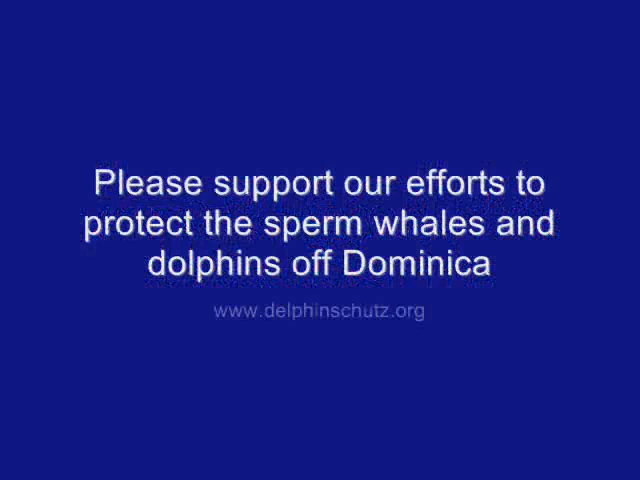 Please support our efforts to
protect the sperm whales and
dolphins off Dominica
www.delphinschutz.org